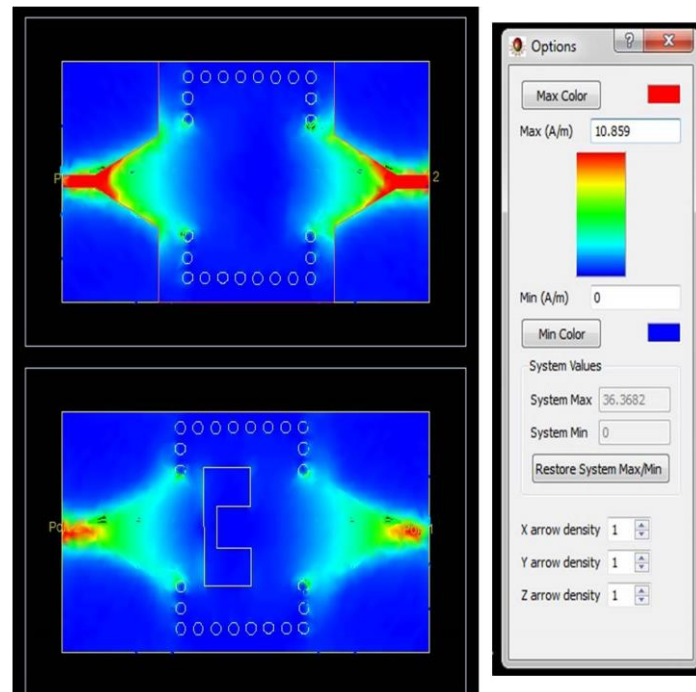 P
2
Options
?
X
Max Color
Max (A/m) 10.859
Min (A/m) 0
Min Color
System Values
System Max 36.3682
System Min 0
Restore System Max/Min
X arrow density 1
Y arrow density 1
Z arrow density 1